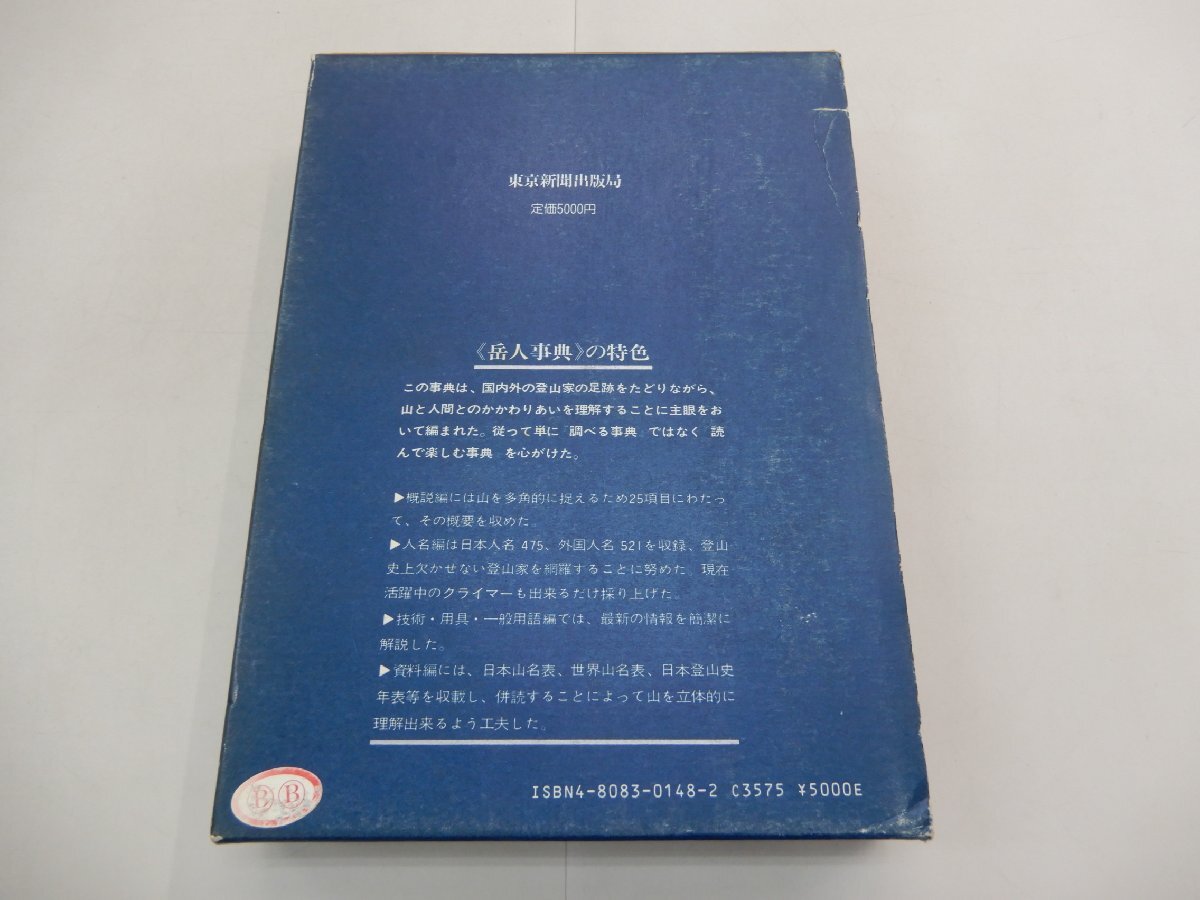 東京新聞出版局
定価5000円
《岳人事典》の特色
この事典は、国内外の登山家の足跡をたどりながら、
山と人間とのかかわりあいを理解することに主眼をお
いて編まれた。従って単に「調べる事典」ではなく 読
んで楽しむ事典 を心がけた。
▶概説編には山を多角的に捉えるため25項目にわたっ
て、その概要を収めた。
▶人名編は日本人名 475、外国人名 521を収録、登山
史上欠かせない登山家を網羅することに努めた。現在
活躍中のクライマーも出来るだけ採り上げた。
▶技術・用具・一般用語編では、最新の情報を簡潔に
解説した。
▶資料編には、日本山名表、世界山名表、日本登山史
年表等を収載し、併読することによって山を立体的に
理解出来るよう工夫した。
ISBN4-8083-0148-2 C3575 ¥5000E
B B